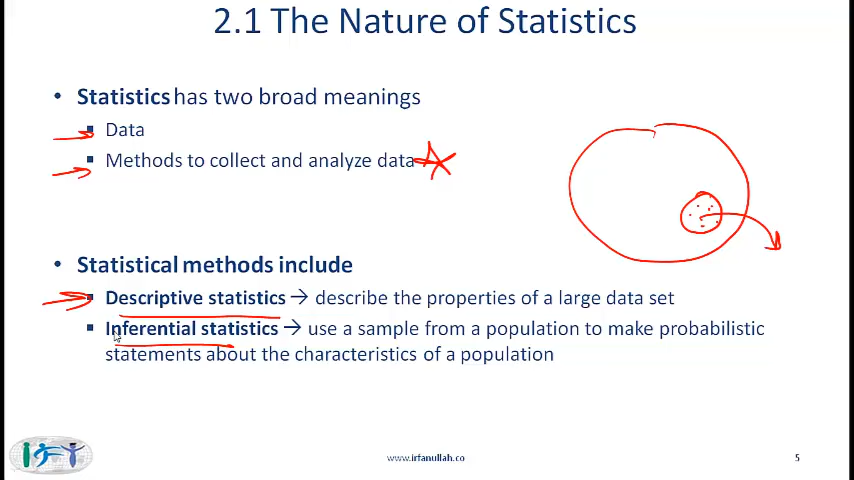 2.1 The Nature of Statistics
• Statistics has two broad meanings
▪ Data
▪ Methods to collect and analyze data
• Statistical methods include
▪ Descriptive statistics → describe the properties of a large data set
▪ Inferential statistics → use a sample from a population to make probabilistic
statements about the characteristics of a population
www.irfanullah.co
5